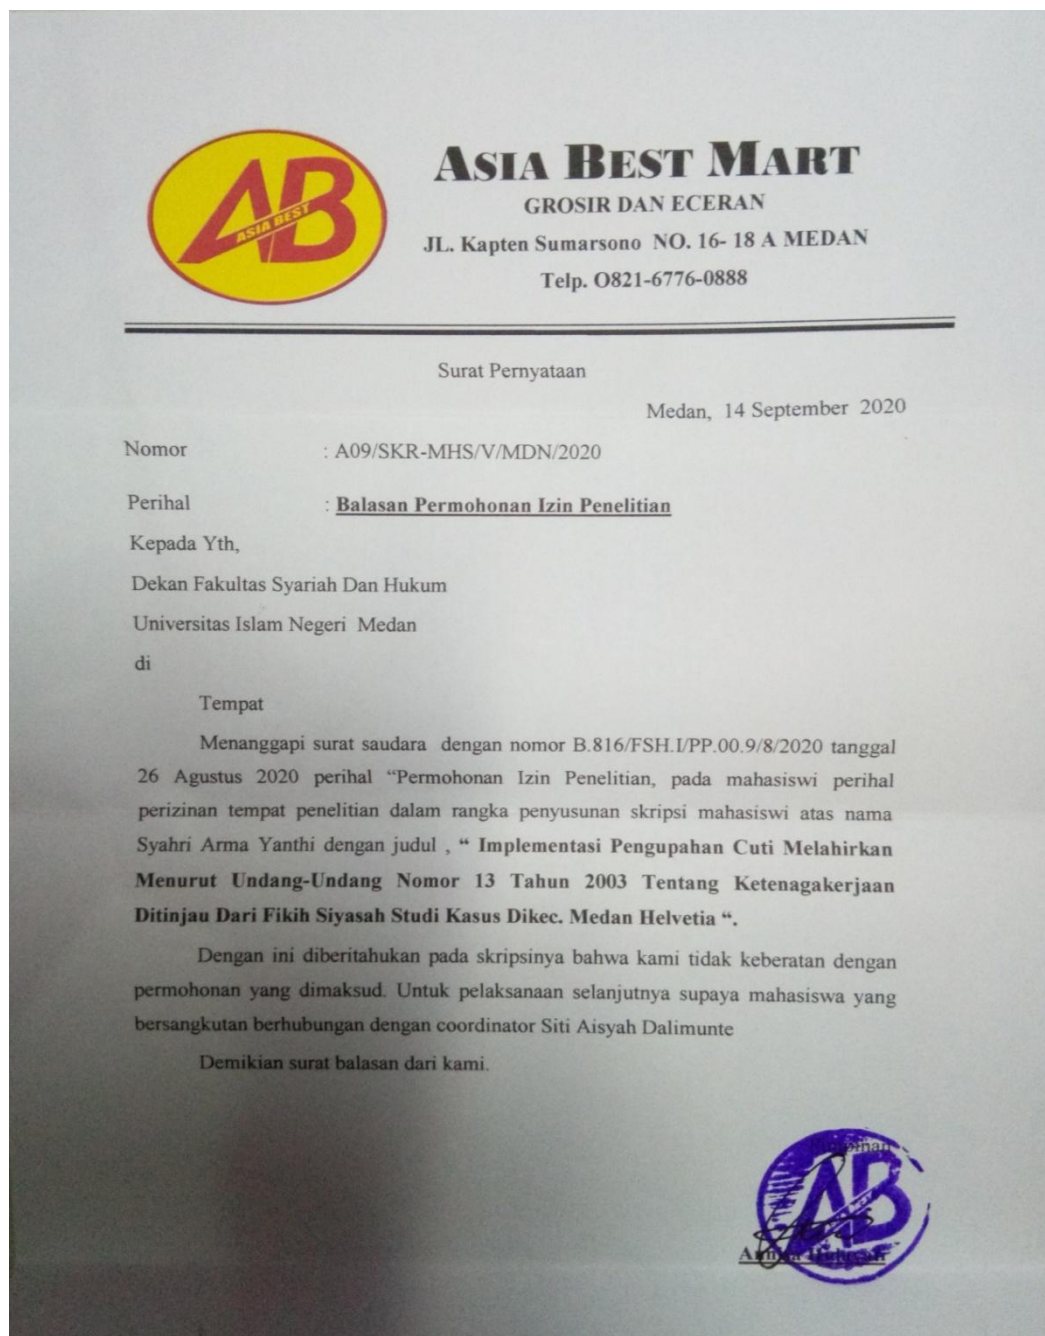 AB
ASIA BEST
ASIA BEST MART
GROSIR DAN ECERAN
JL. Kapten Sumarsono NO. 16- 18 A MEDAN
Telp. O821-6776-0888
Surat Pernyataan
Medan, 14 September 2020
Nomor : A09/SKR-MHS/V/MDN/2020
Perihal : Balasan Permohonan Izin Penelitian
Kepada Yth,
Dekan Fakultas Syariah Dan Hukum
Universitas Islam Negeri Medan
di
Tempat
Menanggapi surat saudara dengan nomor B.816/FSH.I/PP.00.9/8/2020 tanggal
26 Agustus 2020 perihal “Permohonan Izin Penelitian, pada mahasiswi perihal
perizinan tempat penelitian dalam rangka penyusunan skripsi mahasiswi atas nama
Syahri Arma Yanthi dengan judul , “ Implementasi Pengupahan Cuti Melahirkan
Menurut Undang-Undang Nomor 13 Tahun 2003 Tentang Ketenagakerjaan
Ditinjau Dari Fikih Siyasah Studi Kasus Dikec. Medan Helvetia “.
Dengan ini diberitahukan pada skripsinya bahwa kami tidak keberatan dengan
permohonan yang dimaksud. Untuk pelaksanaan selanjutnya supaya mahasiswa yang
bersangkutan berhubungan dengan coordinator Siti Aisyah Dalimunte
Demikian surat balasan dari kami.
AB